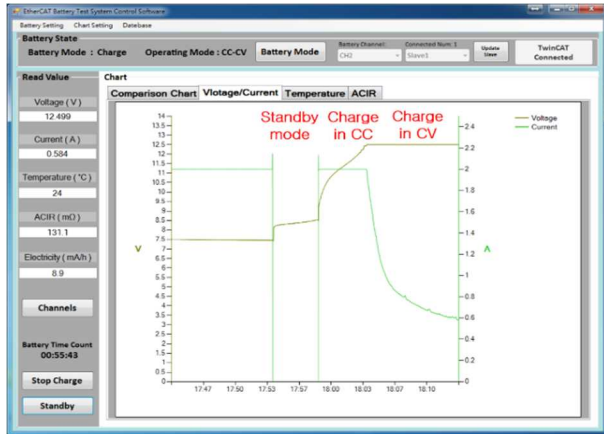 EtherCAT Battery Test System Control Software
Battery Setting Chart Setting Datebase
Battery State
Battery Mode : Charge Operating Mode : CC-CV Battery Mode
Battery Channel: Connected Num: 1
CH2 Slave1
Update Slave
TwinCAT Connected
Read Value
Voltage ( V )
12.499
Current ( A )
0.584
Temperature ( °C )
24
ACIR ( mΩ )
131.1
Electricity ( mA/h )
8.9
Channels
Battery Time Count
00:55:43
Stop Charge
Standby
Chart
Comparison Chart Vlotage/Current Temperature ACIR
Standby mode
Charge in CC
Charge in CV
Voltage
Current
14
13.5
13
12.5
12
11.5
11
10.5
10
9.5
9
8.5
8
7.5
7
6.5
6
5.5
5
4.5
4
3.5
3
2.5
2
1.5
1
0.5
0
V
2.4
2.2
2
1.8
1.6
1.4
1.2
1
0.8
0.6
0.4
0.2
0
A
17:47 17:50 17:53 17:57 18:00 18:03 18:07 18:10